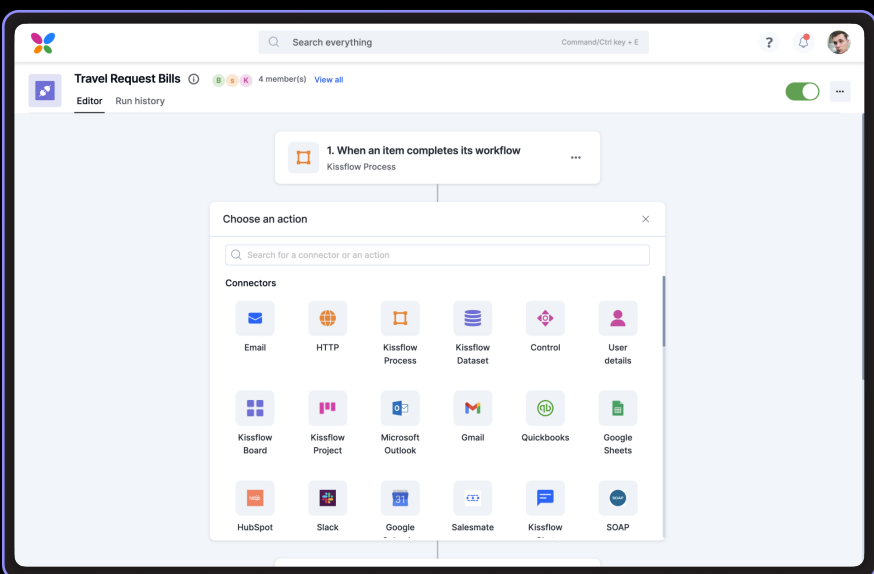 Search everything
Command/Ctrl key + E
?
Travel Request Bills
B s K
4 member(s)
View all
Editor
Run history
1. When an item completes its workflow
Kissflow Process
Choose an action
Search for a connector or an action
Connectors
Email
HTTP
Kissflow
Process
Kissflow
Dataset
Control
User
details
Kissflow
Board
Kissflow
Project
Microsoft
Outlook
Gmail
Quickbooks
Google
Sheets
HubSpot
Slack
31
Google
Salesmate
Kissflow
SOAP
SOAP